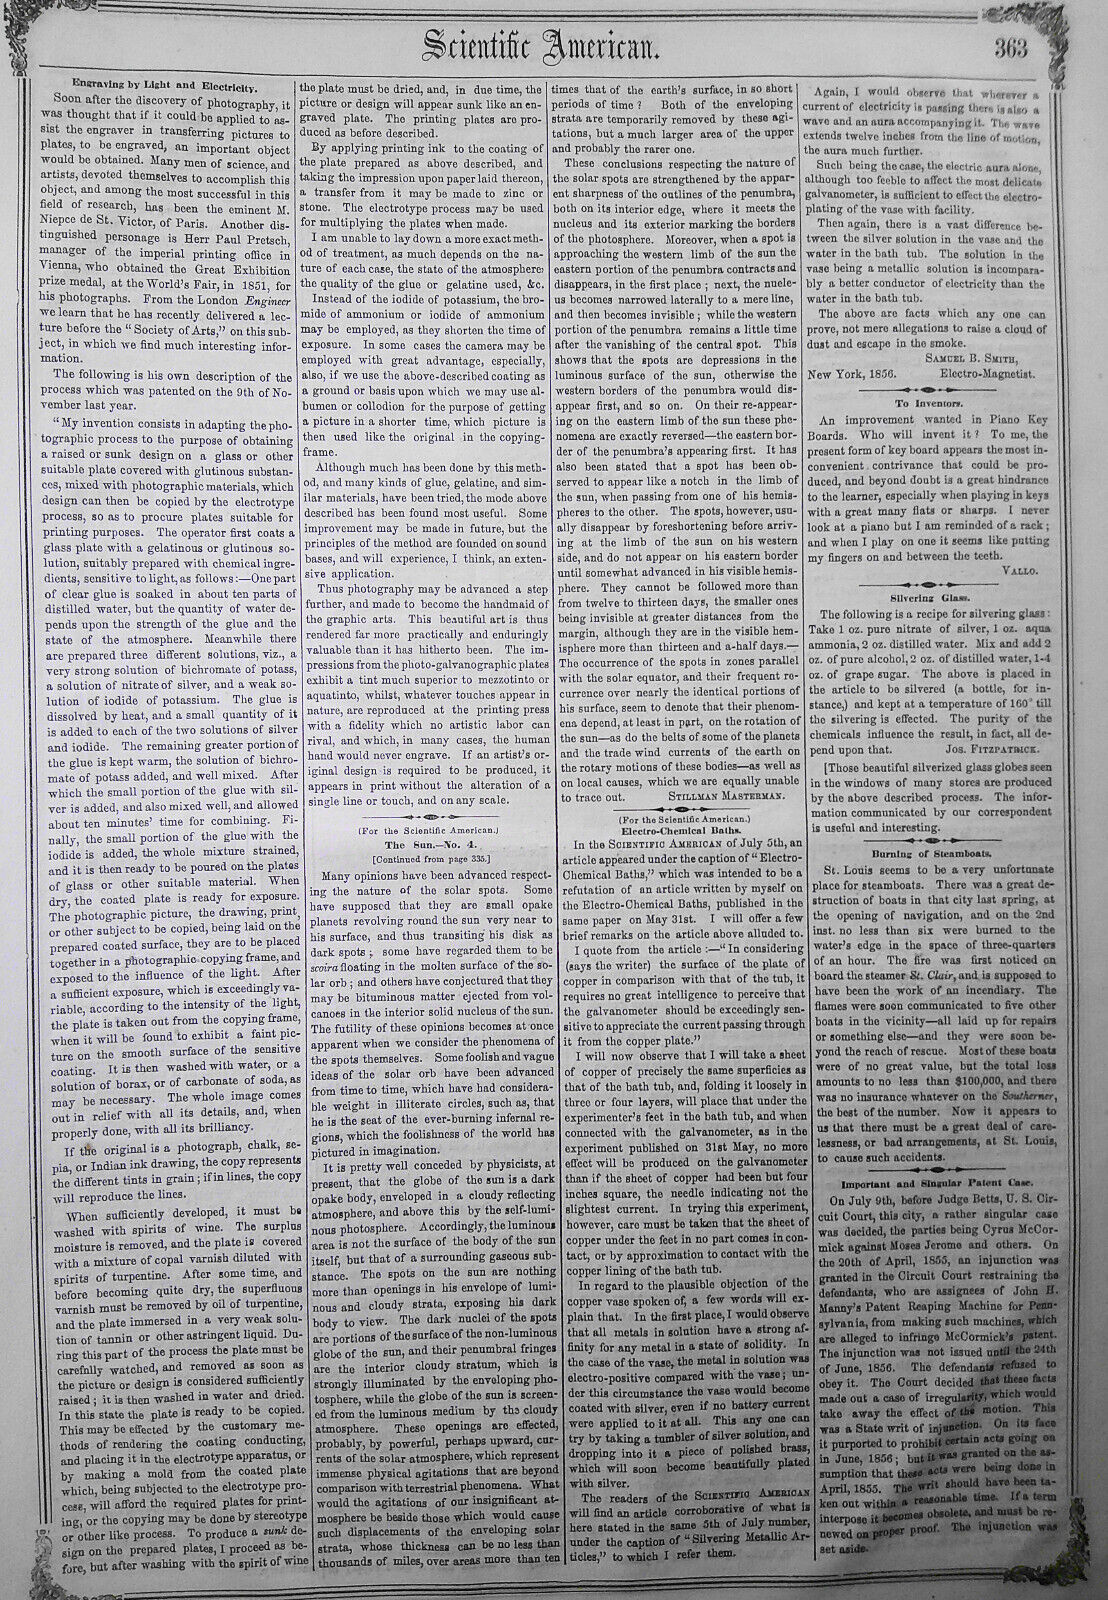 Scientific American.
363
Engraving by Light and Electricity.
Soon after the discovery of photography, it
was thought that if it could be applied to as-
sist the engraver in transferring pictures to
plates, to be engraved, an important object
would be obtained. Many men of science, and
artists, devoted themselves to accomplish this
object, and among the most successful in this
field of research, has been the eminent M.
Niepce de St. Victor, of Paris. Another dis-
tinguished personage is Herr Paul Pretsch,
manager of the imperial printing office in
Vienna, who obtained the Great Exhibition
prize medal, at the World's Fair, in 1851, for
his photographs. From the London Engineer
we learn that he has recently delivered a lec-
ture before the "Society of Arts," on this sub-
ject, in which we find much interesting infor-
mation.
The following is his own description of the
process which was patented on the 9th of No-
vember last year.
"My invention consists in adapting the pho-
tographic process to the purpose of obtaining
a raised or sunk design on a glass or other
suitable plate covered with glutinous substan-
ces, mixed with photographic materials, which
design can then be copied by the electrotype
process, so as to procure plates suitable for
printing purposes. The operator first coats a
glass plate with a gelatinous or glutinous so-
lution, suitably prepared with chemical ingre-
dients, sensitive to light, as follows:—One part
of clear glue is soaked in about ten parts of
distilled water, but the quantity of water de-
pends upon the strength of the glue and the
state of the atmosphere. Meanwhile there
are prepared three different solutions, viz., a
very strong solution of bichromate of potass,
a solution of nitrate of silver, and a weak so-
lution of iodide of potassium. The glue is
dissolved by heat, and a small quantity of it
is added to each of the two solutions of silver
and iodide. The remaining greater portion of
the glue is kept warm, the solution of bichro-
mate of potass added, and well mixed. After
which the small portion of the glue with sil-
ver is added, and also mixed well, and allowed
about ten minutes' time for combining. Fi-
nally, the small portion of the glue with the
iodide is added, the whole mixture strained,
and it is then ready to be poured on the plates
of glass or other suitable material. When
dry, the coated plate is ready for exposure.
The photographic picture, the drawing, print,
or other subject to be copied, being laid on the
prepared coated surface, they are to be placed
together in a photographic copying frame, and
exposed to the influence of the light. After
a sufficient exposure, which is exceedingly va-
riable, according to the intensity of the light,
the plate is taken out from the copying frame,
when it will be found to exhibit a faint pic-
ture on the smooth surface of the sensitive
coating. It is then washed with water, or a
solution of borax, or of carbonate of soda, as
may be necessary. The whole image comes
out in relief with all its details, and, when
properly done, with all its brilliancy.
If the original is a photograph, chalk, se-
pia, or Indian ink drawing, the copy represents
the different tints in grain; if in lines, the copy
will reproduce the lines.
When sufficiently developed, it must be
washed with spirits of wine. The surplus
moisture is removed, and the plate is covered
with a mixture of copal varnish diluted with
spirits of turpentine. After some time, and
before becoming quite dry, the superfluous
varnish must be removed by oil of turpentine,
and the plate immersed in a very weak solu-
tion of tannin or other astringent liquid. Du-
ring this part of the process the plate must be
carefully watched, and removed as soon as
the picture or design is considered sufficiently
raised; it is then washed in water and dried.
In this state the plate is ready to be copied.
This may be effected by the customary me-
thods of rendering the coating conducting,
and placing it in the electrotype apparatus, or
by making a mold from the coated plate
which, being subjected to the electrotype pro-
cess, will afford the required plates for print-
ing, or the copying may be done by stereotype
or other like process. To produce a sunk de-
sign on the prepared plates, I proceed as be-
fore, but after washing with the spirit of wine
the plate must be dried, and, in due time, the
picture or design will appear sunk like an en-
graved plate. The printing plates are pro-
duced as before described.
By applying printing ink to the coating of
the plate prepared as above described, and
taking the impression upon paper laid thereon,
a transfer from it may be made to zinc or
stone. The electrotype process may be used
for multiplying the plates when made.
I am unable to lay down a more exact meth-
od of treatment, as much depends on the na-
ture of each case, the state of the atmosphere,
the quality of the glue or gelatine used, &c.
Instead of the iodide of potassium, the bro-
mide of ammonium or iodide of ammonium
may be employed, as they shorten the time of
exposure. In some cases the camera may be
employed with great advantage, especially,
also, if we use the above-described coating as
a ground or basis upon which we may use al-
bumen or collodion for the purpose of getting
a picture in a shorter time, which picture is
then used like the original in the copying-
frame.
Although much has been done by this meth-
od, and many kinds of glue, gelatine, and sim-
ilar materials, have been tried, the mode above
described has been found most useful. Some
improvement may be made in future, but the
principles of the method are founded on sound
bases, and will experience, I think, an exten-
sive application.
Thus photography may be advanced a step
further, and made to become the handmaid of
the graphic arts. This beautiful art is thus
rendered far more practically and enduringly
valuable than it has hitherto been. The im-
pressions from the photo-galvanographic plates
exhibit a tint much superior to mezzotinto or
aquatinto, whilst, whatever touches appear in
nature, are reproduced at the printing press
with a fidelity which no artistic labor can
rival, and which, in many cases, the human
hand would never engrave. If an artist's or-
iginal design is required to be produced, it
appears in print without the alteration of a
single line or touch, and on any scale.
(For the Scientific American.)
The Sun.—No. 4.
[Continued from page 335.]
Many opinions have been advanced respect-
ing the nature of the solar spots. Some
have supposed that they are small opake
planets revolving round the sun very near to
his surface, and thus transiting his disk as
dark spots; some have regarded them to be
scoira floating in the molten surface of the so-
lar orb; and others have conjectured that they
may be bituminous matter ejected from vol-
canoes in the interior solid nucleus of the sun.
The futility of these opinions becomes at once
apparent when we consider the phenomena of
the spots themselves. Some foolish and vague
ideas of the solar orb have been advanced
from time to time, which have had considera-
ble weight in illiterate circles, such as, that
he is the seat of the ever-burning infernal re-
gions, which the foolishness of the world has
pictured in imagination.
It is pretty well conceded by physicists, at
present, that the globe of the sun is a dark
opake body, enveloped in a cloudy reflecting
atmosphere, and above this by the self-lumi-
nous photosphere. Accordingly, the luminous
area is not the surface of the body of the sun
itself, but that of a surrounding gaseous sub-
stance. The spots on the sun are nothing
more than openings in his envelope of lumi-
nous and cloudy strata, exposing his dark
body to view. The dark nuclei of the spots
are portions of the surface of the non-luminous
globe of the sun, and their penumbral fringes
are the interior cloudy stratum, which is
strongly illuminated by the enveloping pho-
tosphere, while the globe of the sun is screen-
ed from the luminous medium by the cloudy
atmosphere. These openings are effected,
probably, by powerful, perhaps upward, cur-
rents of the solar atmosphere, which represent
immense physical agitations that are beyond
comparison with terrestrial phenomena. What
would the agitations of our insignificant at-
mosphere be beside those which would cause
such displacements of the enveloping solar
strata, whose thickness can be no less than
thousands of miles, over areas more than ten
times that of the earth's surface, in so short
periods of time? Both of the enveloping
strata are temporarily removed by these agi-
tations, but a much larger area of the upper
and probably the rarer one.
These conclusions respecting the nature of
the solar spots are strengthened by the appar-
ent sharpness of the outlines of the penumbra,
both on its interior edge, where it meets the
nucleus and its exterior marking the borders
of the photosphere. Moreover, when a spot is
approaching the western limb of the sun the
eastern portion of the penumbra contracts and
disappears, in the first place; next, the nucle-
us becomes narrowed laterally to a mere line,
and then becomes invisible; while the western
portion of the penumbra remains a little time
after the vanishing of the central spot. This
shows that the spots are depressions in the
luminous surface of the sun, otherwise the
western borders of the penumbra would dis-
appear first, and so on. On their re-appear-
ing on the eastern limb of the sun these phe-
nomena are exactly reversed—the eastern bor-
der of the penumbra's appearing first. It has
also been stated that a spot has been ob-
served to appear like a notch in the limb of
the sun, when passing from one of his hemis-
pheres to the other. The spots, however, usu-
ally disappear by foreshortening before arriv-
ing at the limb of the sun on his western
side, and do not appear on his eastern border
until somewhat advanced in his visible hemis-
phere. They cannot be followed more than
from twelve to thirteen days, the smaller ones
being invisible at greater distances from the
margin, although they are in the visible hem-
isphere more than thirteen and a-half days.—
The occurrence of the spots in zones parallel
with the solar equator, and their frequent re-
currence over nearly the identical portions of
his surface, seem to denote that their phenom-
ena depend, at least in part, on the rotation of
the sun—as do the belts of some of the planets
and the trade wind currents of the earth on
the rotary motions of these bodies—as well as
on local causes, which we are equally unable
to trace out. STILLMAN MASTERMAN.
(For the Scientific American.)
Electro-Chemical Baths.
In the SCIENTIFIC AMERICAN of July 5th, an
article appeared under the caption of "Electro-
Chemical Baths," which was intended to be a
refutation of an article written by myself on
the Electro-Chemical Baths, published in the
same paper on May 31st. I will offer a few
brief remarks on the article above alluded to.
I quote from the article:—"In considering
(says the writer) the surface of the plate of
copper in comparison with that of the tub, it
requires no great intelligence to perceive that
the galvanometer should be exceedingly sen-
sitive to appreciate the current passing through
it from the copper plate."
I will now observe that I will take a sheet
of copper of precisely the same superficies as
that of the bath tub, and, folding it loosely in
three or four layers, will place that under the
experimenter's feet in the bath tub, and when
connected with the galvanometer, as in the
experiment published on 31st May, no more
effect will be produced on the galvanometer
than if the sheet of copper had been but four
inches square, the needle indicating not the
slightest current. In trying this experiment,
however, care must be taken that the sheet of
copper under the feet in no part comes in con-
tact, or by approximation to contact with the
copper lining of the bath tub.
In regard to the plausible objection of the
copper vase spoken of, a few words will ex-
plain that. In the first place, I would observe
that all metals in solution have a strong af-
finity for any metal in a state of solidity. In
the case of the vase, the metal in solution was
electro-positive compared with the vase; un-
der this circumstance the vase would become
coated with silver, even if no battery current
were applied to it at all. This any one can
try by taking a tumbler of silver solution, and
dropping into it a piece of polished brass,
which will soon become beautifully plated
with silver.
The readers of the SCIENTIFIC AMERICAN
will find an article corroborative of what is
here stated in the same 5th of July number,
under the caption of "Silvering Metallic Ar-
ticles," to which I refer them.
Again, I would observe that wherever a
current of electricity is passing there is also a
wave and an aura accompanying it. The wave
extends twelve inches from the line of motion,
the aura much further.
Such being the case, the electric aura alone,
although too feeble to affect the most delicate
galvanometer, is sufficient to effect the electro-
plating of the vase with facility.
Then again, there is a vast difference be-
tween the silver solution in the vase and the
water in the bath tub. The solution in the
vase being a metallic solution is incompara-
bly a better conductor of electricity than the
water in the bath tub.
The above are facts which any one can
prove, not mere allegations to raise a cloud of
dust and escape in the smoke.
SAMUEL B. SMITH,
New York, 1856. Electro-Magnetist.
To Inventors.
An improvement wanted in Piano Key
Boards. Who will invent it? To me, the
present form of key board appears the most in-
convenient contrivance that could be pro-
duced, and beyond doubt is a great hindrance
to the learner, especially when playing in keys
with a great many flats or sharps. I never
look at a piano but I am reminded of a rack;
and when I play on one it seems like putting
my fingers on and between the teeth.
VALLO.
Silvering Glass.
The following is a recipe for silvering glass:
Take 1 oz. pure nitrate of silver, 1 oz. aqua
ammonia, 2 oz. distilled water. Mix and add 2
oz. of pure alcohol, 2 oz. of distilled water, 1-4
oz. of grape sugar. The above is placed in
the article to be silvered (a bottle, for in-
stance,) and kept at a temperature of 160° till
the silvering is effected. The purity of the
chemicals influence the result, in fact, all de-
pend upon that. JOS. FITZPATRICK.
[Those beautiful silverized glass globes seen
in the windows of many stores are produced
by the above described process. The infor-
mation communicated by our correspondent
is useful and interesting.
Burning of Steamboats.
St. Louis seems to be a very unfortunate
place for steamboats. There was a great de-
struction of boats in that city last spring, at
the opening of navigation, and on the 2nd
inst. no less than six were burned to the
water's edge in the space of three-quarters
of an hour. The fire was first noticed on
board the steamer St. Clair, and is supposed to
have been the work of an incendiary. The
flames were soon communicated to five other
boats in the vicinity—all laid up for repairs
or something else—and they were soon be-
yond the reach of rescue. Most of these boats
were of no great value, but the total loss
amounts to no less than $100,000, and there
was no insurance whatever on the Southerner,
the best of the number. Now it appears to
us that there must be a great deal of care-
lessness, or bad arrangements, at St. Louis,
to cause such accidents.
Important and Singular Patent Case.
On July 9th, before Judge Betts, U. S. Cir-
cuit Court, this city, a rather singular case
was decided, the parties being Cyrus McCor-
mick against Moses Jerome and others. On
the 20th of April, 1855, an injunction was
granted in the Circuit Court restraining the
defendants, who are assignees of John H.
Manny's Patent Reaping Machine for Penn-
sylvania, from making such machines, which
are alleged to infringe McCormick's patent.
The injunction was not issued until the 24th
of June, 1856. The defendants refused to
obey it. The Court decided that these facts
made out a case of irregularity, which would
take away the effect of the motion. This
was a State writ of injunction. On its face
it purported to prohibit certain acts going on
in June, 1856; but it was granted on the as-
sumption that these acts were being done in
April, 1855. The writ should have been ta-
ken out within a reasonable time. If a term
interpose it becomes obsolete, and must be re-
newed on proper proof. The injunction was
set aside.